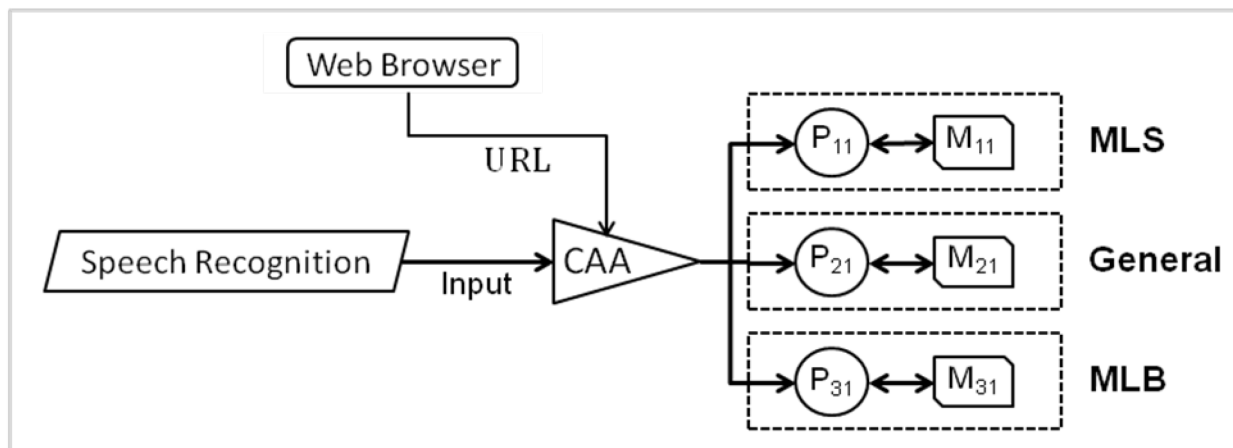 Web Browser
URL
Speech Recognition
Input
CAA
P11
M11
MLS
P21
M21
General
P31
M31
MLB